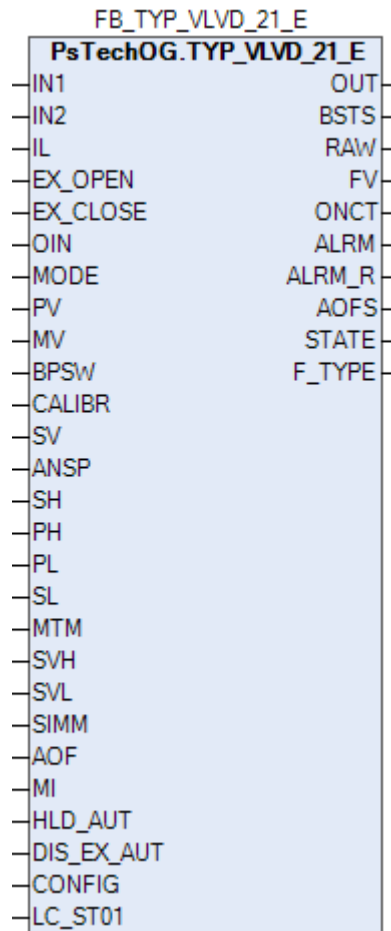 FB_TYP_VLVD_21_E
PsTechOG.TYP_VLVD_21_E
IN1 OUT
IN2 BSTS
IL RAW
EX_OPEN FV
EX_CLOSE ONCT
OIN ALRM
MODE ALRM_R
PV AOFS
MV STATE
BPSW F_TYPE
CALIBR
SV
ANSP
SH
PH
PL
SL
MTM
SVH
SVL
SIMM
AOF
MI
HLD_AUT
DIS_EX_AUT
CONFIG
LC_ST01